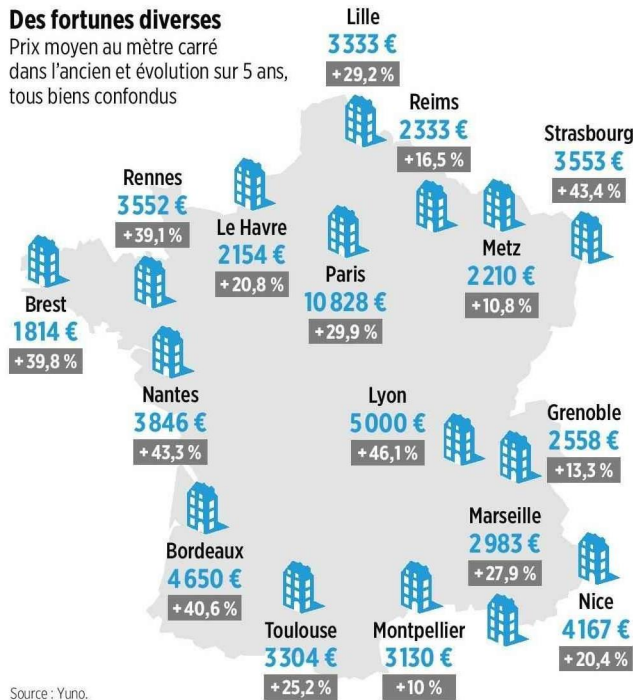 Des fortunes diverses
Prix moyen au mètre carré
dans l'ancien et évolution sur 5 ans,
tous biens confondus
Lille
3 333 €
+29,2 %
Reims
2 333 €
+16,5 %
Strasbourg
3 553 €
+43,4 %
Rennes
3 552 €
+39,1 %
Le Havre
2 154 €
+20,8 %
Paris
10 828 €
+29,9 %
Metz
2 210 €
+10,8 %
Brest
1 814 €
+39,8 %
Nantes
3 846 €
+43,3 %
Lyon
5 000 €
+46,1 %
Grenoble
2 558 €
+13,3 %
Marseille
2 983 €
+27,9 %
Bordeaux
4 650 €
+40,6 %
Nice
4 167 €
+20,4 %
Toulouse
3 304 €
+25,2 %
Montpellier
3 130 €
+10 %
Source : Yuno.